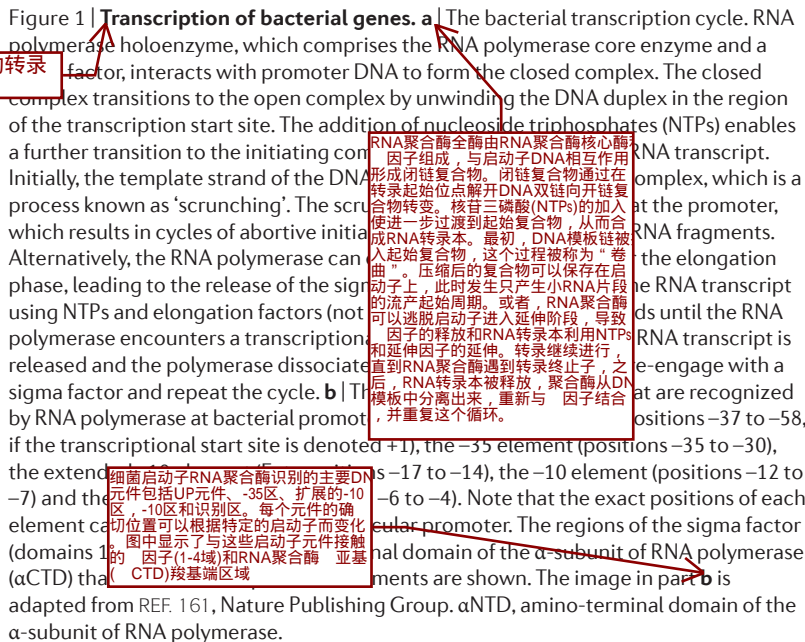 Figure 1 | Transcription of bacterial genes. a | The bacterial transcription cycle. RNA
polymerase holoenzyme, which comprises the RNA polymerase core enzyme and a
转录
factor, interacts with promoter DNA to form the closed complex. The closed
complex transitions to the open complex by unwinding the DNA duplex in the region
of the transcription start site. The addition of nucleoside triphosphates (NTPs) enables
a further transition to the initiating com
RNA transcript.
Initially, the template strand of the DNA
omplex, which is a
process known as ‘scrunching’. The scru
at the promoter,
which results in cycles of abortive initia
RNA fragments.
Alternatively, the RNA polymerase can
the elongation
phase, leading to the release of the sigm
he RNA transcript
using NTPs and elongation factors (not
ds until the RNA
polymerase encounters a transcriptiona
RNA transcript is
released and the polymerase dissociate
e-engage with a
sigma factor and repeat the cycle. b | Th
at are recognized
by RNA polymerase at bacterial promot
ositions –37 to –58,
RNA聚合酶全酶由RNA聚合酶核心酶
因子组成，与启动子DNA相互作用
形成闭链复合物。闭链复合物通过在
转录起始位点解开DNA双链向开链复
合物转变。核苷三磷酸(NTPs)的加入
使进一步过渡到起始复合物，从而合
成RNA转录本。最初，DNA模板链被
入起始复合物，这个过程被称为“卷
曲”。压缩后的复合物可以保存在启
动子上，此时发生只产生小RNA片段
的流产起始周期。或者，RNA聚合酶
可以逃脱启动子进入延伸阶段，导致
因子的释放和RNA转录本利用NTPs
和延伸因子的延伸。转录继续进行，
直到RNA聚合酶遇到转录终止子，之
后，RNA转录本被释放，聚合酶从DN
模板中分离出来，重新与 因子结合
，并重复这个循环。
if the transcriptional start site is denoted +1), the –35 element (positions –35 to –30),
the extend
s –17 to –14), the –10 element (positions –12 to
–7) and the
–6 to –4). Note that the exact positions of each
element ca
cular promoter. The regions of the sigma factor
(domains 1
nal domain of the α-subunit of RNA polymerase
(αCTD) tha
ments are shown. The image in part b is
细菌启动子RNA聚合酶识别的主要DN
元件包括UP元件、-35区、扩展的-10
区，-10区和识别区。每个元件的确
切位置可以根据特定的启动子而变化
。图中显示了与这些启动子元件接触
的 因子(1-4域)和RNA聚合酶 亚基
( CTD)羧基端区域
adapted from REF. 161, Nature Publishing Group. αNTD, amino-terminal domain of the
α-subunit of RNA polymerase.